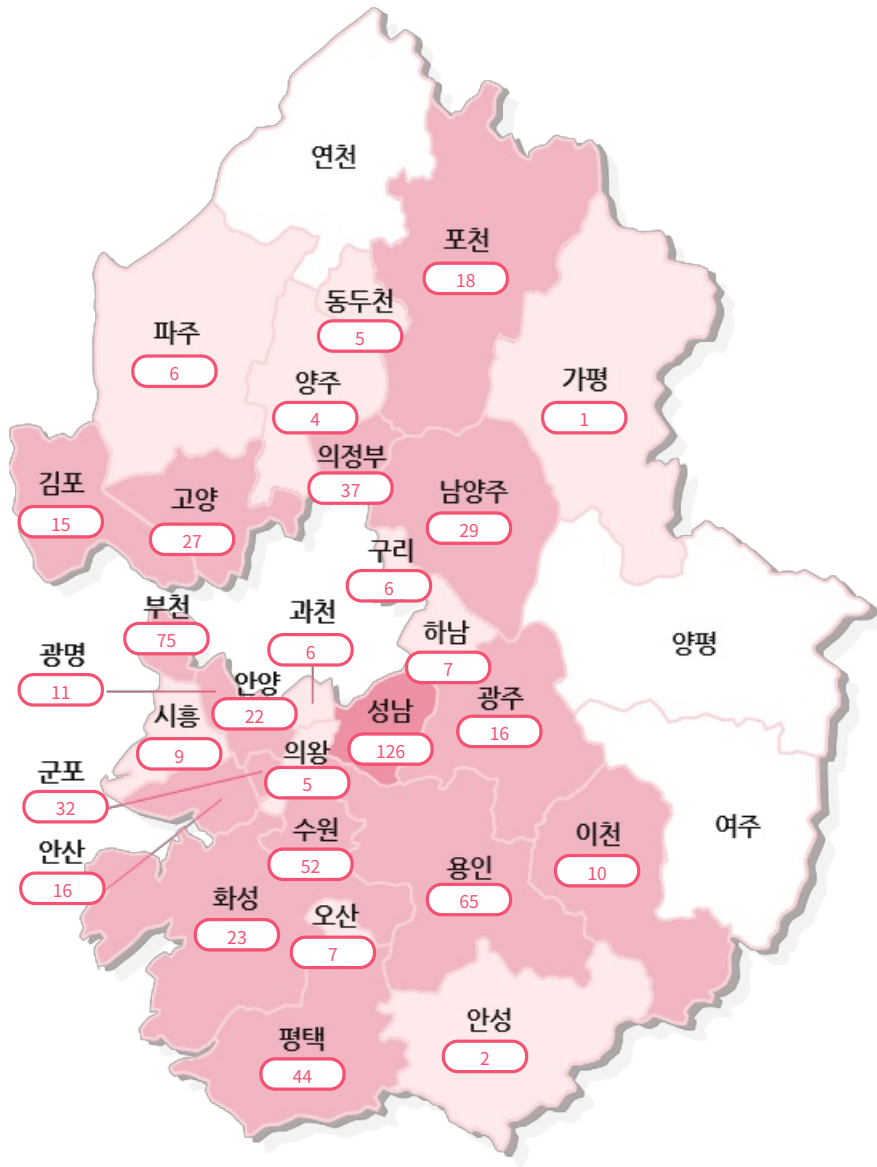 연천
포천
18
동두천
5
파주
6
양주
4
가평
1
의정부
37
김포
15
고양
27
남양주
29
구리
6
부천
75
과천
6
하남
7
양평
광명
11
안양
22
시흥
9
성남
126
광주
16
의왕
5
군포
32
수원
52
이천
10
여주
안산
16
용인
65
화성
23
오산
7
안성
2
평택
44